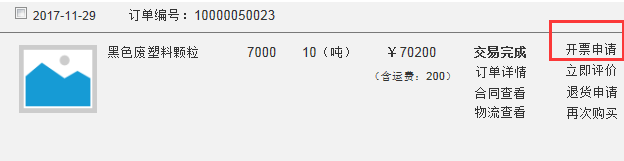 2017-11-29 订单编号：10000050023
黑色废塑料颗粒 7000 10（吨） ￥70200 交易完成 开票申请
（含运费：200） 订单详情 立即评价
合同查看 退货申请
物流查看 再次购买